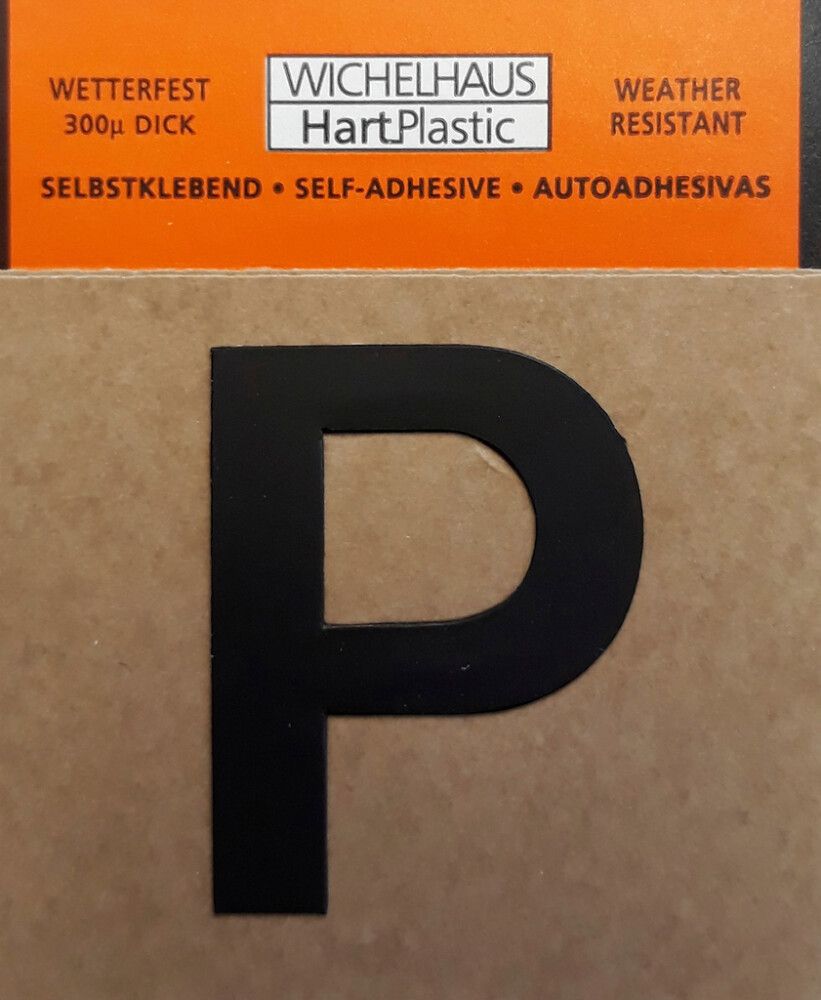 WETTERFEST
300µ DICK
WICHELHAUS
HartPlastic
WEATHER
RESISTANT
SELBSTKLEBEND • SELF-ADHESIVE • AUTOADHESIVAS
P